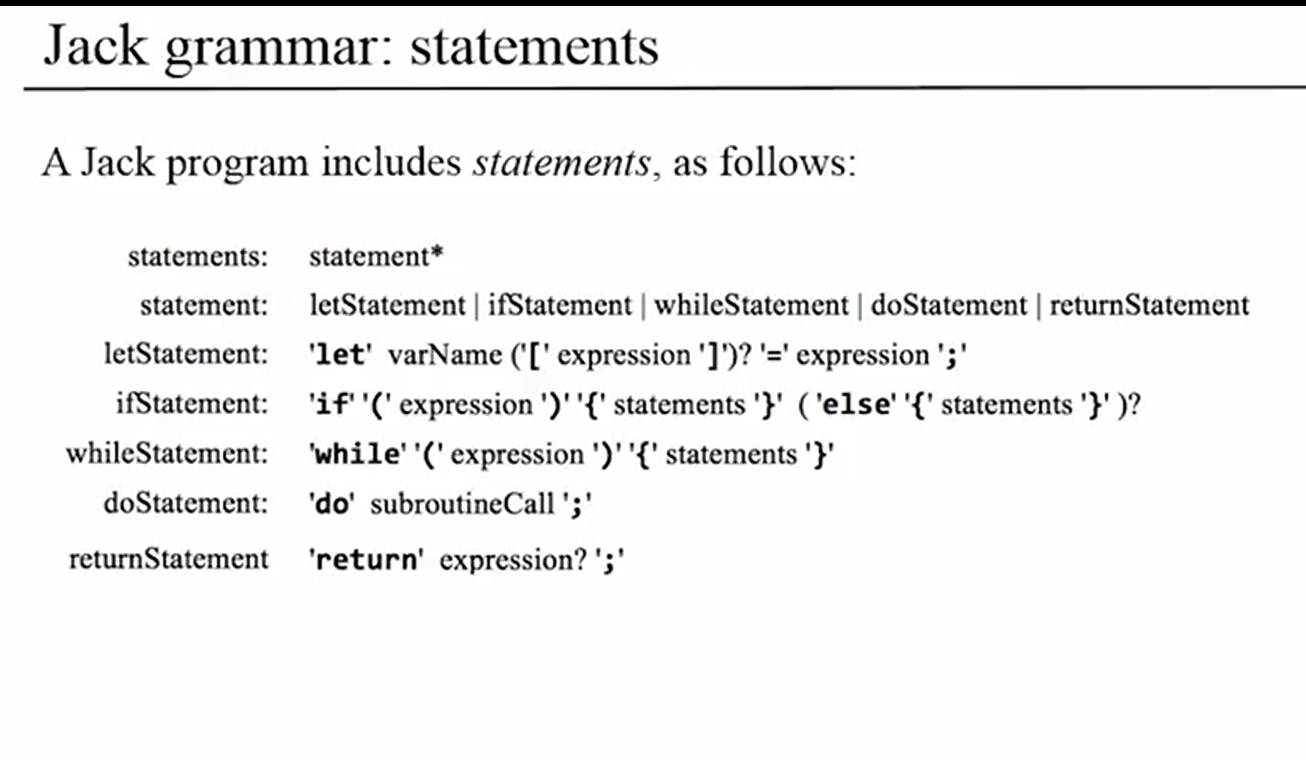 Jack grammar: statements
A Jack program includes statements, as follows:
statements: statement*
statement: letStatement | ifStatement | whileStatement | doStatement | returnStatement
letStatement: 'let' varName ('[' expression ']')? '=' expression ';'
ifStatement: 'if' '(' expression ')' '{' statements '}' ( 'else' '{' statements '}' )?
whileStatement: 'while' '(' expression ')' '{' statements '}'
doStatement: 'do' subroutineCall ';'
returnStatement 'return' expression? ';'